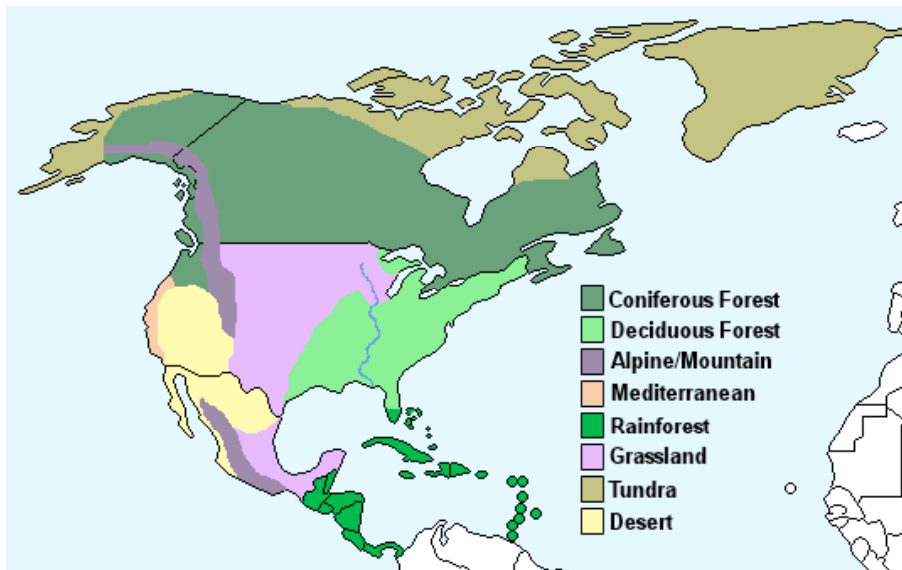 Coniferous Forest
Deciduous Forest
Alpine/Mountain
Mediterranean
Rainforest
Grassland
Tundra
Desert